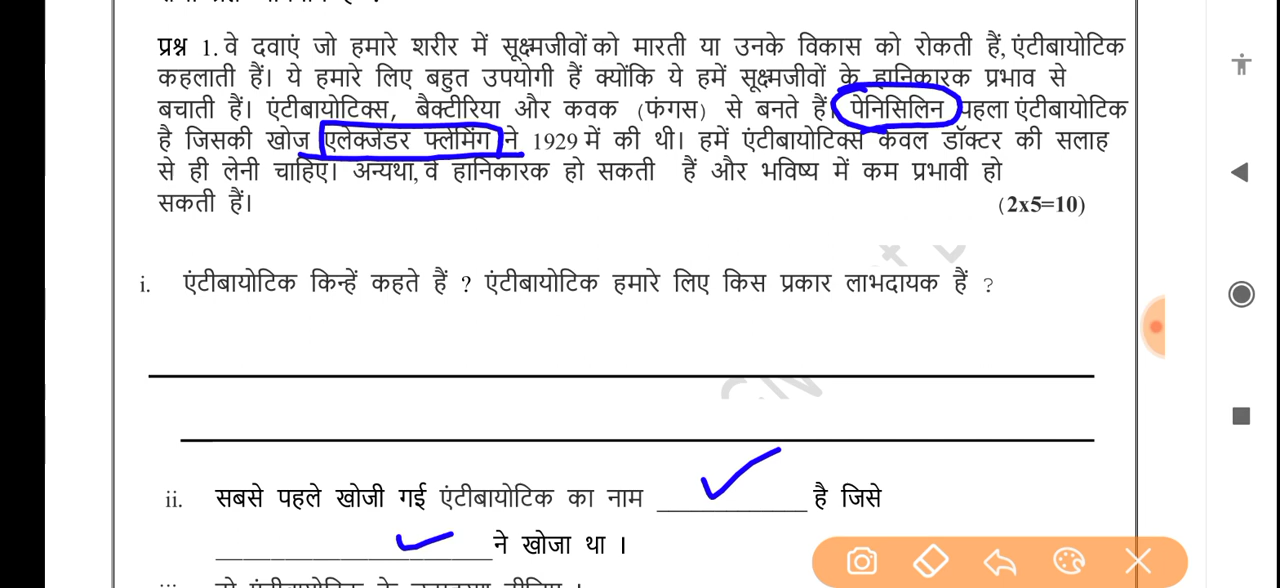 प्रश्न 1. वे दवाएं जो हमारे शरीर में सूक्ष्मजीवों को मारती या उनके विकास को रोकती हैं, एंटीबायोटिक
कहलाती हैं। ये हमारे लिए बहुत उपयोगी हैं क्योंकि ये हमें सूक्ष्मजीवों के हानिकारक प्रभाव से
बचाती हैं। एंटीबायोटिक्स, बैक्टीरिया और कवक (फंगस) से बनते हैं। पेनिसिलिन पहला एंटीबायोटिक
है जिसकी खोज एलेक्जेंडर फ्लेमिंग ने 1929 में की थी। हमें एंटीबायोटिक्स केवल डॉक्टर की सलाह
से ही लेनी चाहिए। अन्यथा, वे हानिकारक हो सकती हैं और भविष्य में कम प्रभावी हो
सकती हैं। (2x5=10)
i. एंटीबायोटिक किन्हें कहते हैं ? एंटीबायोटिक हमारे लिए किस प्रकार लाभदायक हैं ?
ii. सबसे पहले खोजी गई एंटीबायोटिक का नाम ____________ है जिसे
______________________ ने खोजा था ।